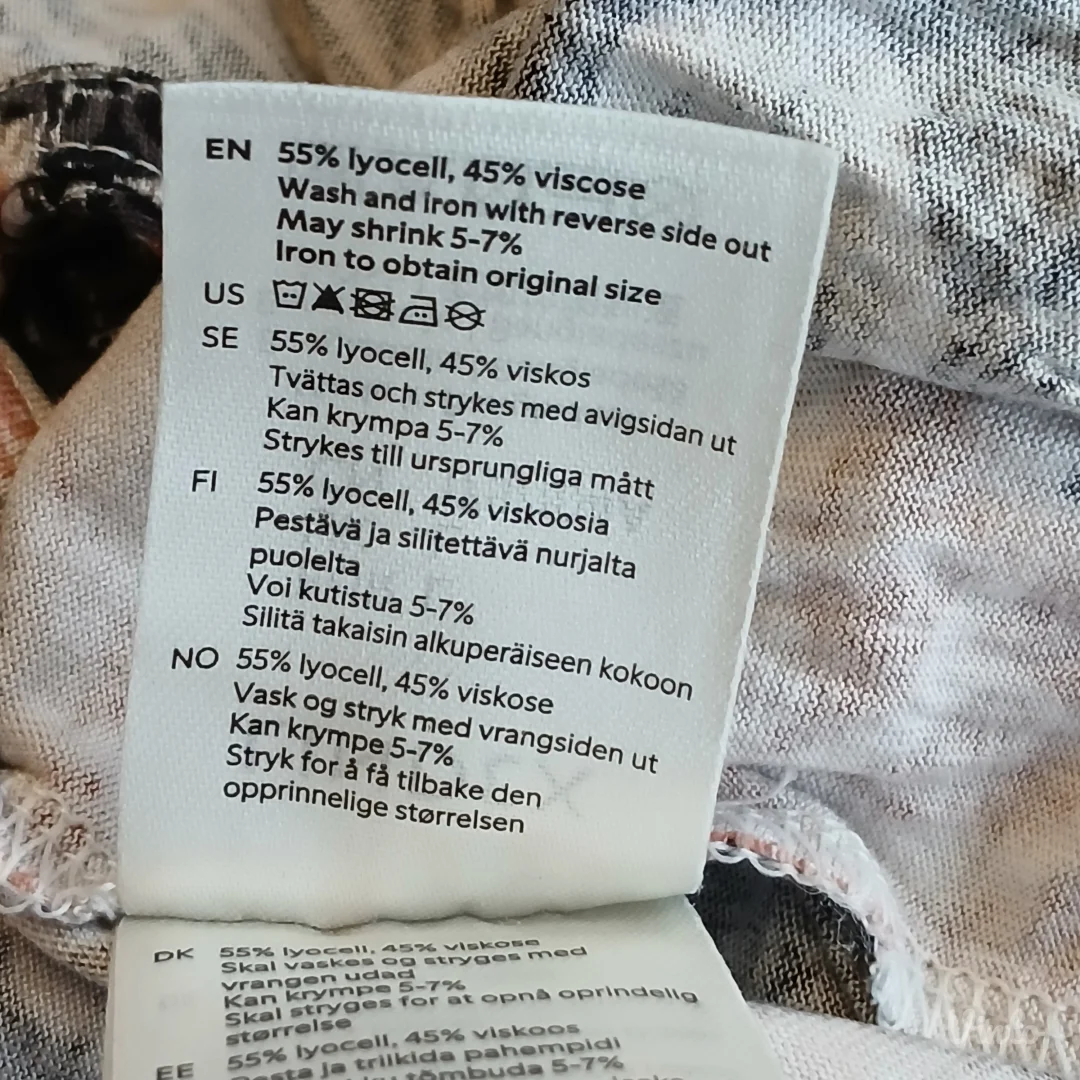 EN 55% lyocell, 45% viscose
Wash and iron with reverse side out
May shrink 5-7%
Iron to obtain original size
US
SE 55% lyocell, 45% viskos
Tvättas och strykes med avigsidan ut
Kan krympa 5-7%
Strykes till ursprungliga mått
FI 55% lyocell, 45% viskoosia
Pestävä ja silitettävä nurjalta
puolelta
Voi kutistua 5-7%
Silitä takaisin alkuperäiseen kokoon
NO 55% lyocell, 45% viskose
Vask og stryk med vrangsiden ut
Kan krympe 5-7%
Stryk for å få tilbake den
opprinnelige størrelsen
DK 55% lyocell, 45% viskose
Skal vaskes og stryges med
vrangen udad
Kan krympe 5-7%
Skal stryges for at opnå oprindelig
størrelse
EE 55% lyocell, 45% viskoos
ja triikida pahempidi
tõmbuda 5-7%